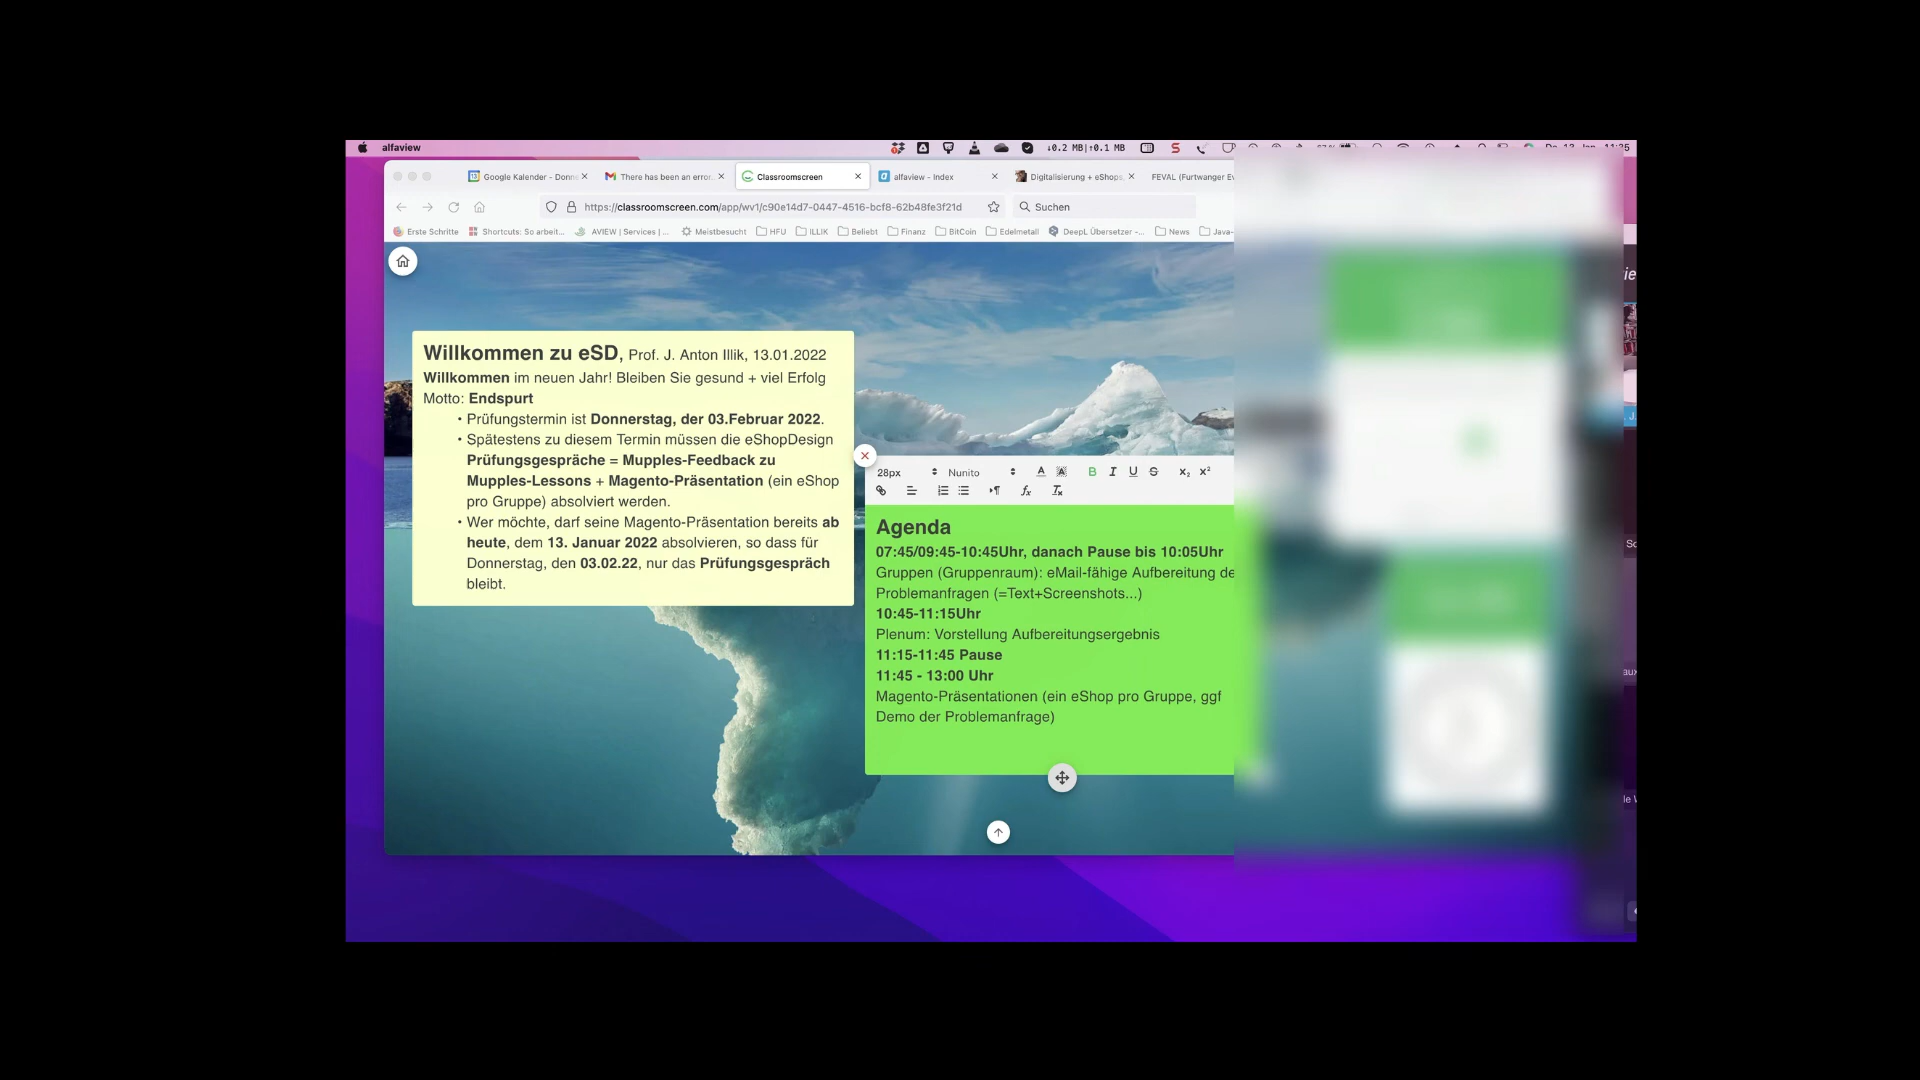 alfaview
↓0.2 MB|↑0.1 MB
Google Kalender - Donn
There has been an error.
Classroomscreen
alfaview - Index
Digitalisierung + eShops,
FEVAL (Furtwanger Ev
https://classroomscreen.com/app/wv1/c90e14d7-0447-4516-bcf8-62b48fe3f21d
Suchen
Erste Schritte
Shortcuts: So arbeit...
AVIEW | Services | ...
Meistbesucht
HFU
ILLIK
Beliebt
Finanz
BitCoin
Edelmetall
DeepL Übersetzer -...
News
Java-
Willkommen zu eSD, Prof. J. Anton Illik, 13.01.2022
Willkommen im neuen Jahr! Bleiben Sie gesund + viel Erfolg
Motto: Endspurt
• Prüfungstermin ist Donnerstag, der 03.Februar 2022.
• Spätestens zu diesem Termin müssen die eShopDesign
Prüfungsgespräche = Mupples-Feedback zu
Mupples-Lessons + Magento-Präsentation (ein eShop
pro Gruppe) absolviert werden.
• Wer möchte, darf seine Magento-Präsentation bereits ab
heute, dem 13. Januar 2022 absolvieren, so dass für
Donnerstag, den 03.02.22, nur das Prüfungsgespräch
bleibt.
28px
Nunito
Agenda
07:45/09:45-10:45Uhr, danach Pause bis 10:05Uhr
Gruppen (Gruppenraum): eMail-fähige Aufbereitung de
Problemanfragen (=Text+Screenshots...)
10:45-11:15Uhr
Plenum: Vorstellung Aufbereitungsergebnis
11:15-11:45 Pause
11:45 - 13:00 Uhr
Magento-Präsentationen (ein eShop pro Gruppe, ggf
Demo der Problemanfrage)